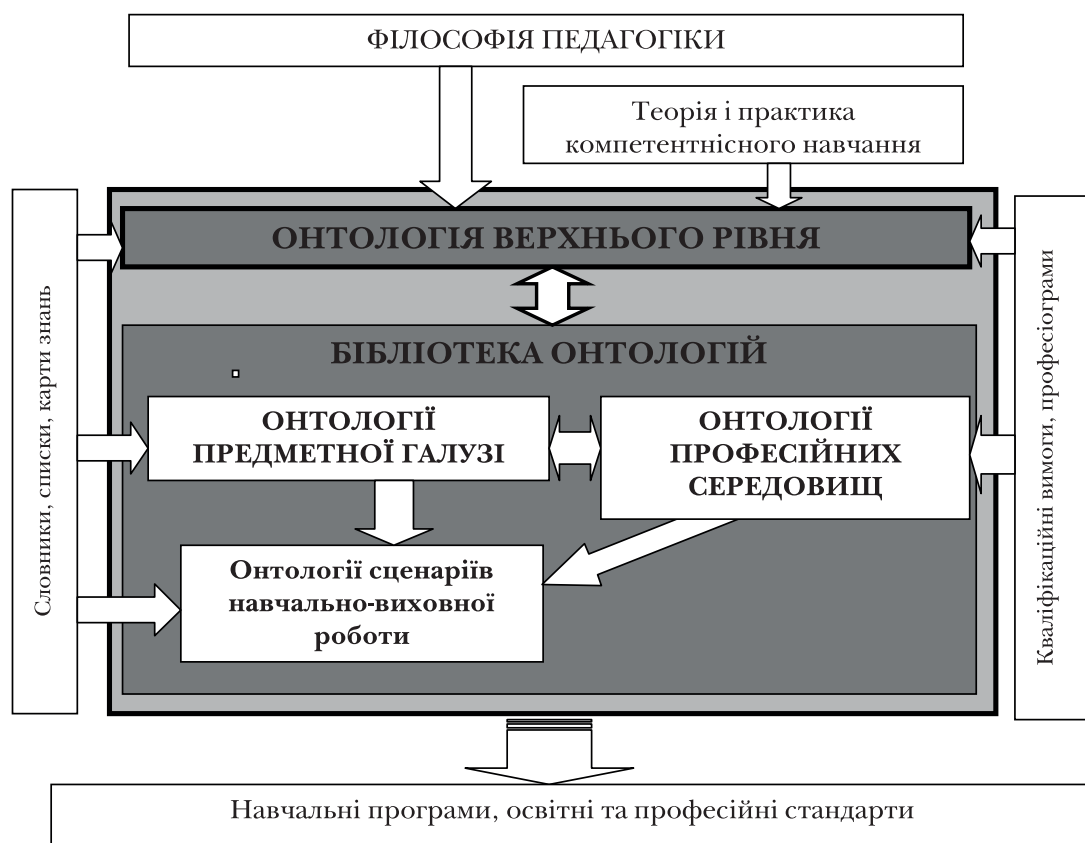 ФІЛОСОФІЯ ПЕДАГОГІКИ
Теорія і практика
компетентнісного навчання
Словники, списки, карти знань
ОНТОЛОГІЯ ВЕРХНЬОГО РІВНЯ
Кваліфікаційні вимоги, професіограми
БІБЛІОТЕКА ОНТОЛОГІЙ
ОНТОЛОГІЇ
ПРЕДМЕТНОЇ ГАЛУЗІ
ОНТОЛОГІЇ
ПРОФЕСІЙНИХ
СЕРЕДОВИЩ
Онтології сценаріїв
навчально-виховної
роботи
Навчальні програми, освітні та професійні стандарти